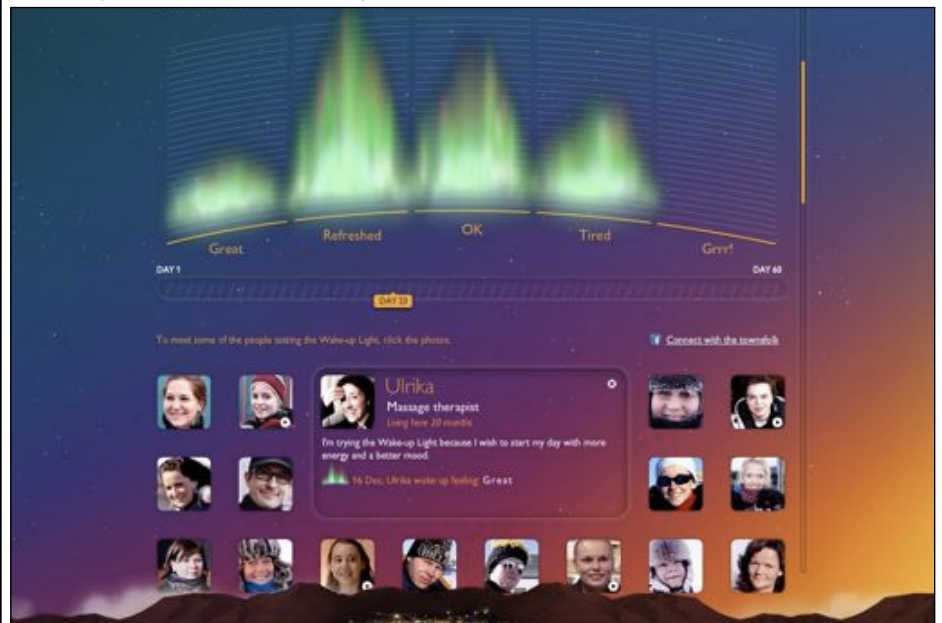 Great
Refreshed
OK
Tired
Grrr!
DAY 1
DAY 60
DAY 23
To meet some of the people testing the Wake-up Light, click the photos.
Connect with the townsfolk
Ulrika
Massage therapist
Living here 20 months
I'm trying the Wake-up Light because I wish to start my day with more
energy and a better mood.
16 Dec, Ulrika woke up feeling: Great